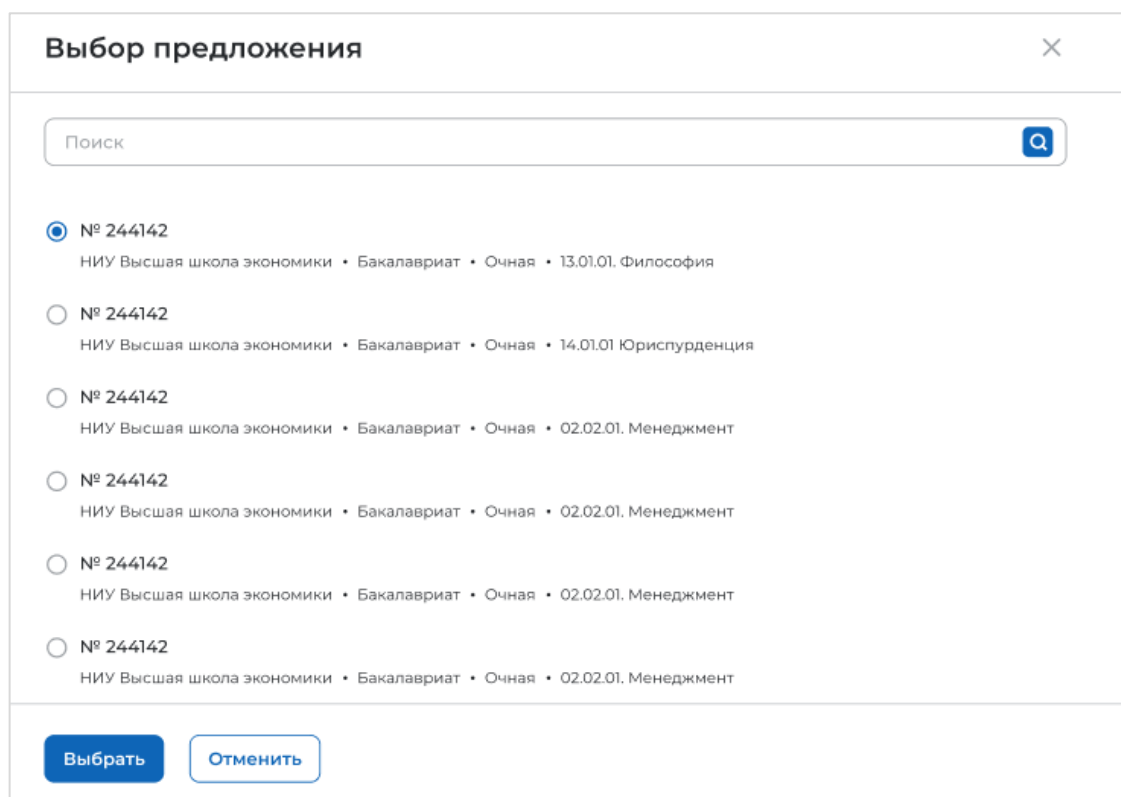 Выбор предложения
Поиск
№ 244142
НИУ Высшая школа экономики • Бакалавриат • Очная • 13.01.01. Философия
№ 244142
НИУ Высшая школа экономики • Бакалавриат • Очная • 14.01.01 Юриспурденция
№ 244142
НИУ Высшая школа экономики • Бакалавриат • Очная • 02.02.01. Менеджмент
№ 244142
НИУ Высшая школа экономики • Бакалавриат • Очная • 02.02.01. Менеджмент
№ 244142
НИУ Высшая школа экономики • Бакалавриат • Очная • 02.02.01. Менеджмент
№ 244142
НИУ Высшая школа экономики • Бакалавриат • Очная • 02.02.01. Менеджмент
Выбрать Отменить